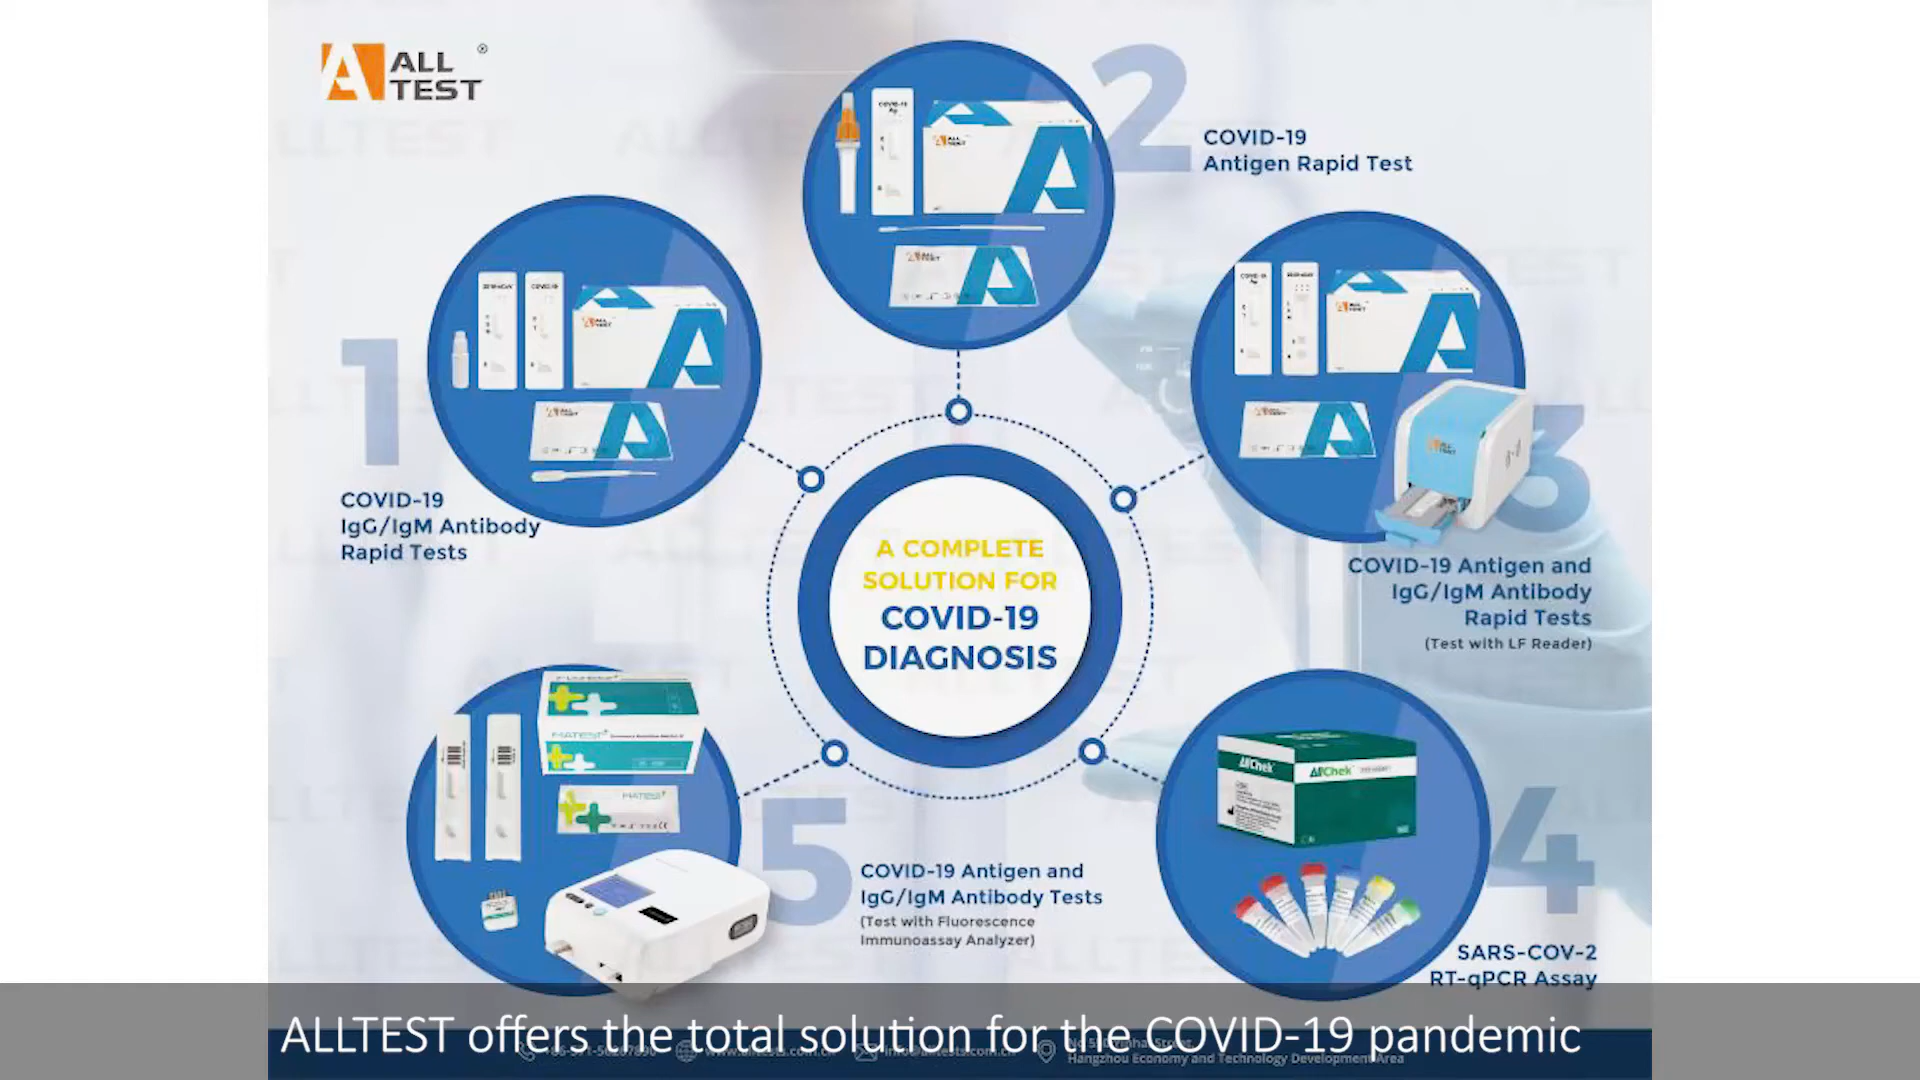 ALL
TEST
®
2
COVID-19
Antigen Rapid Test
1
COVID-19
IgG/IgM Antibody
Rapid Tests
3
COVID-19 Antigen and
IgG/IgM Antibody
Rapid Tests
(Test with LF Reader)
A COMPLETE
SOLUTION FOR
COVID-19
DIAGNOSIS
5
COVID-19 Antigen and
IgG/IgM Antibody Tests
(Test with Fluorescence
Immunoassay Analyzer)
AllChek
AllChek
4
SARS-COV-2
RT-qPCR Assay
ALLTEST offers the total solution for the COVID-19 pandemic
Hangzhou Economy and Technology Development Area